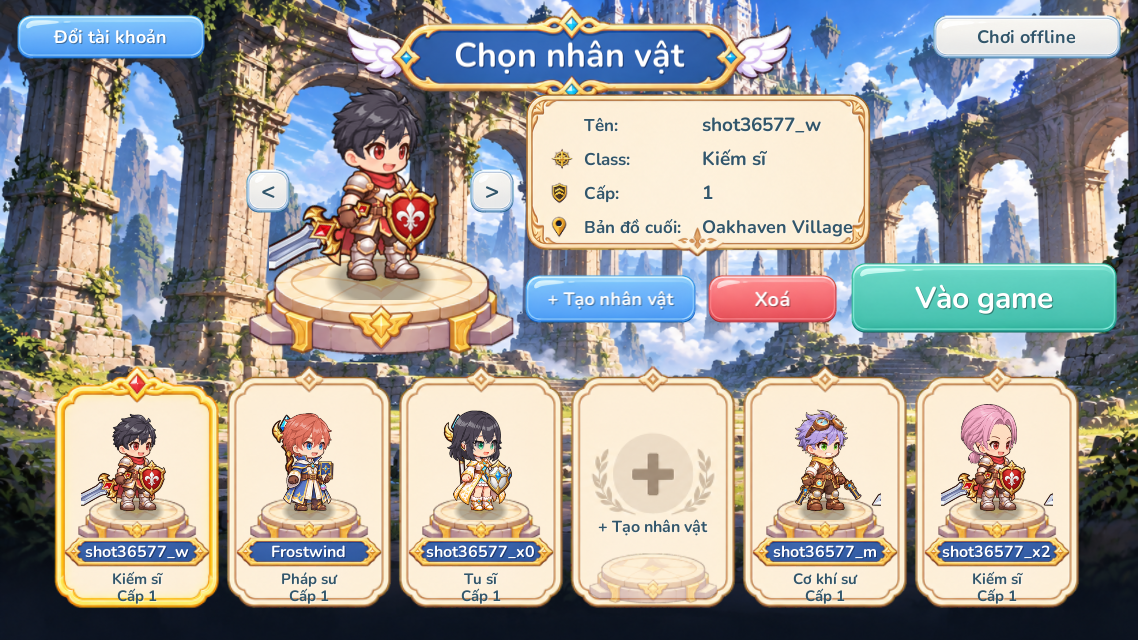 Đổi tài khoản
Chọn nhân vật
Chơi offline
Tên: shot36577_w
Class: Kiếm sĩ
Cấp: 1
Bản đồ cuối: Oakhaven Village
<
>
+ Tạo nhân vật
Xoá
Vào game
shot36577_w
Kiếm sĩ
Cấp 1
Frostwind
Pháp sư
Cấp 1
shot36577_x0
Tu sĩ
Cấp 1
+ Tạo nhân vật
shot36577_m
Cơ khí sư
Cấp 1
shot36577_x2
Kiếm sĩ
Cấp 1